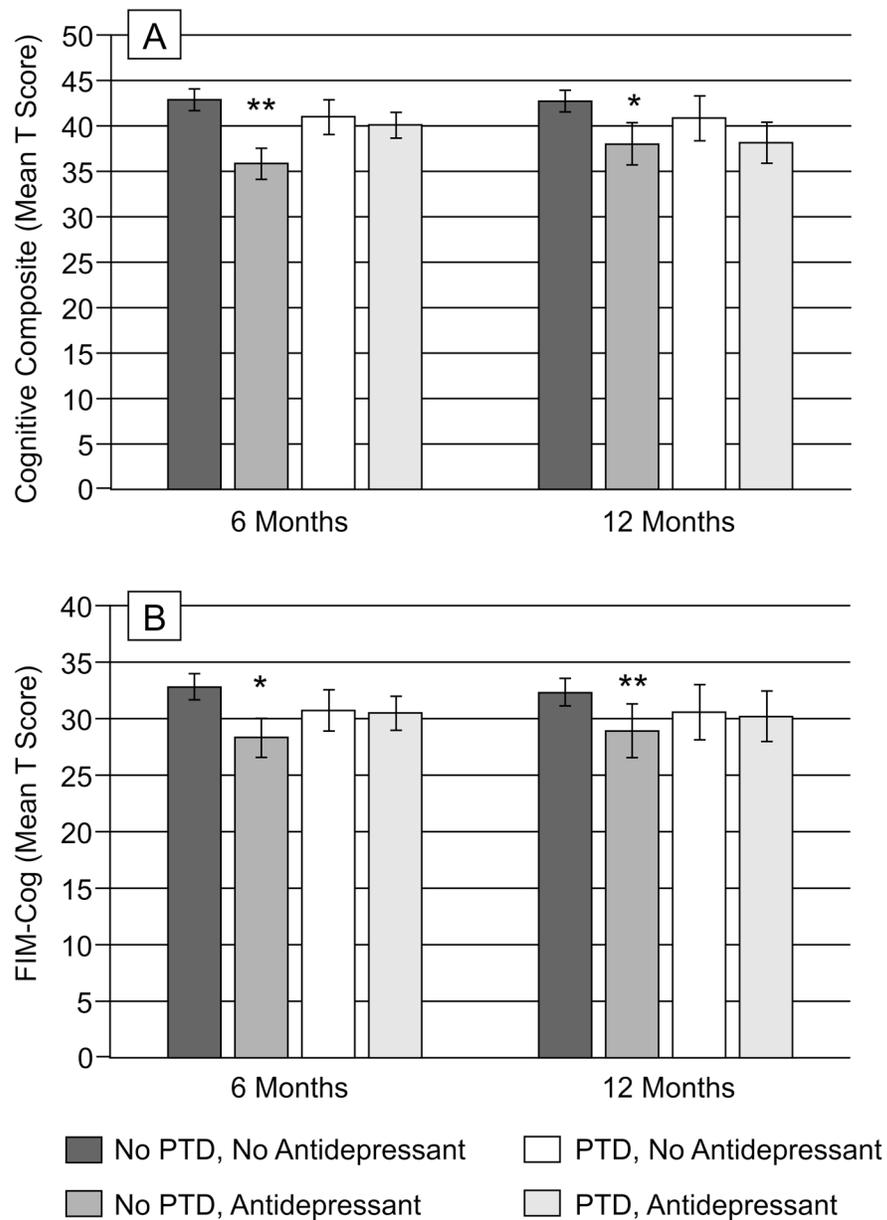 A
Cognitive Composite (Mean T Score)
50
45
40
35
30
25
20
15
10
5
0
**
*
6 Months
12 Months
B
FIM-Cog (Mean T Score)
40
35
30
25
20
15
10
5
0
*
**
6 Months
12 Months
No PTD, No Antidepressant
PTD, No Antidepressant
No PTD, Antidepressant
PTD, Antidepressant